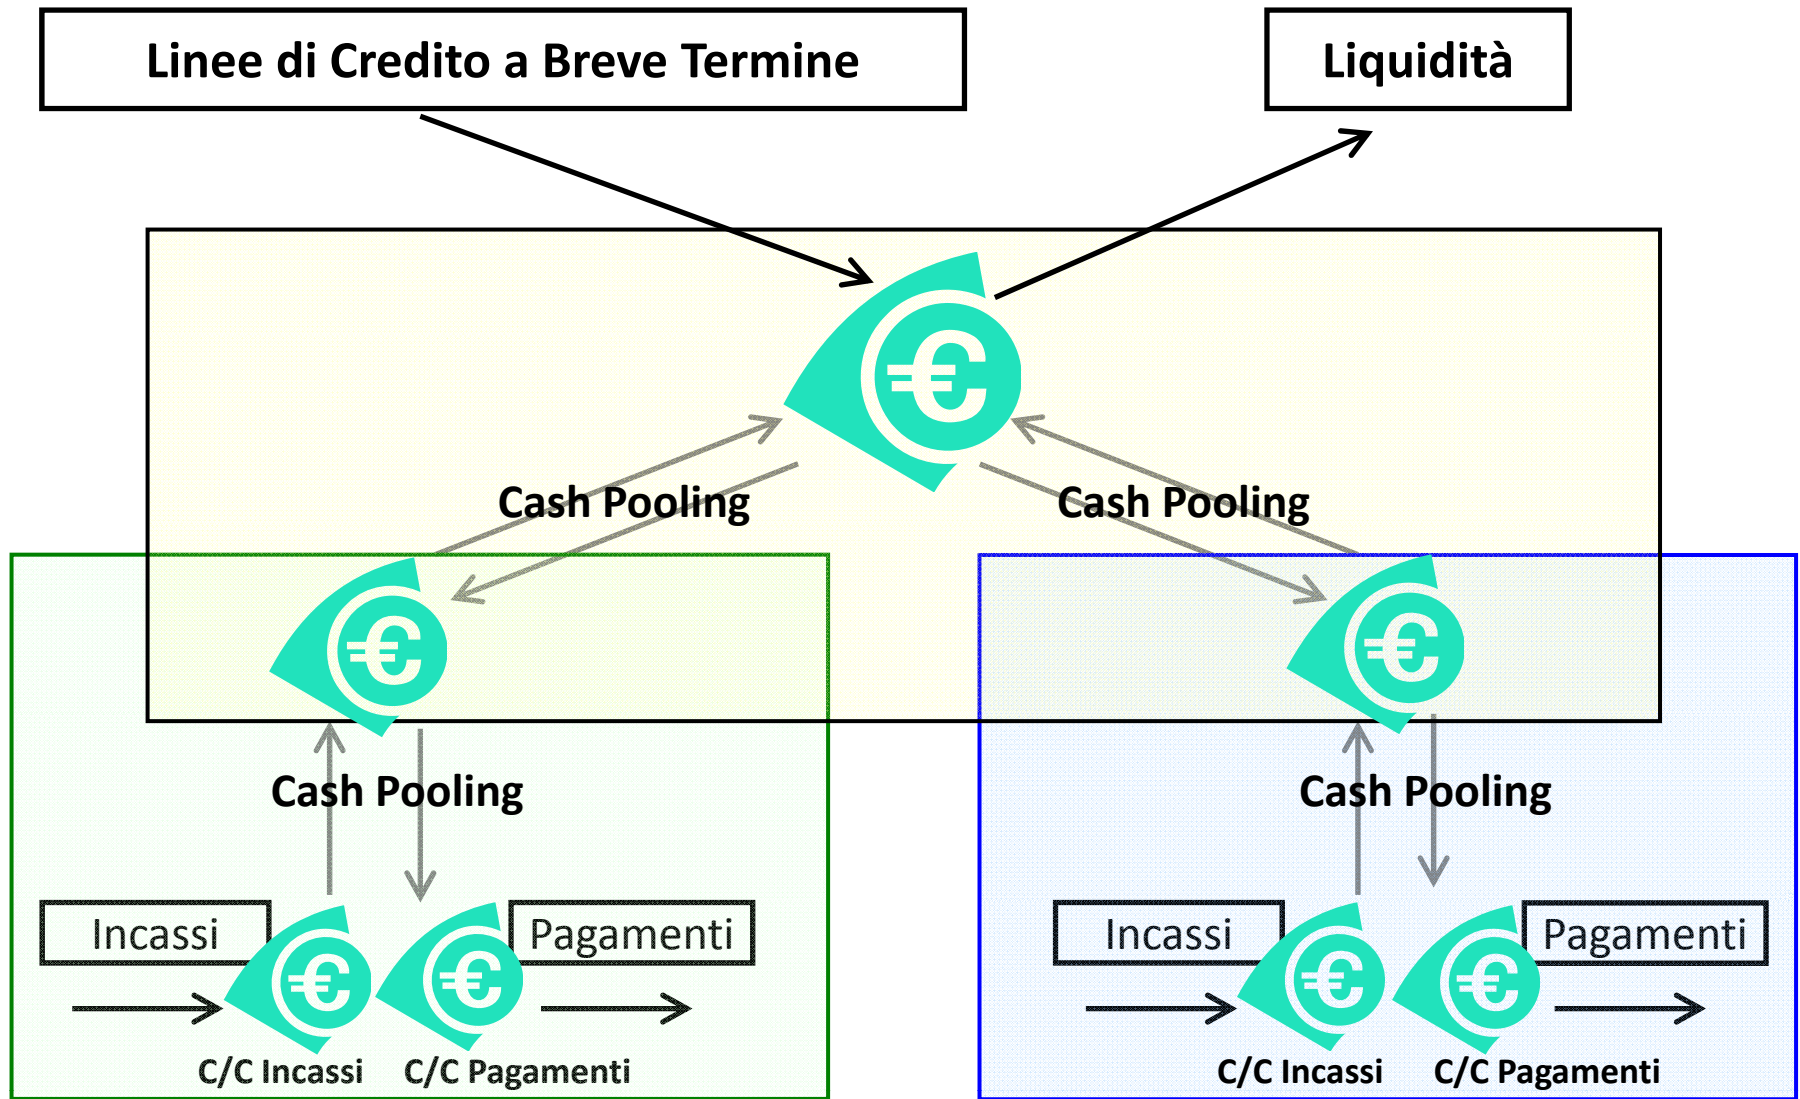 Linee di Credito a Breve Termine
Liquidità
€
Cash Pooling
Cash Pooling
€
€
Cash Pooling
Cash Pooling
Incassi
Pagamenti
Incassi
Pagamenti
€
€
€
€
C/C Incassi
C/C Pagamenti
C/C Incassi
C/C Pagamenti